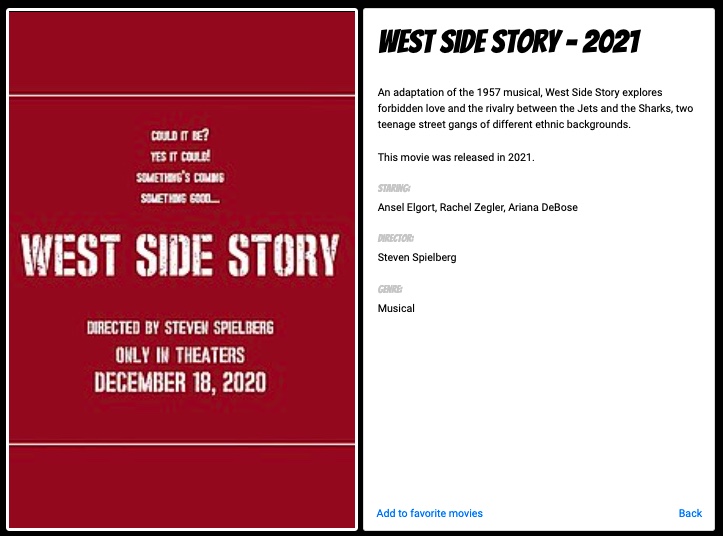 COULD IT BE?
YES IT COULD!
SOMETHING'S COMING
SOMETHING GOOD....
WEST SIDE STORY
DIRECTED BY STEVEN SPIELBERG
ONLY IN THEATERS
DECEMBER 18, 2020
WEST SIDE STORY - 2021
An adaptation of the 1957 musical, West Side Story explores
forbidden love and the rivalry between the Jets and the Sharks, two
teenage street gangs of different ethnic backgrounds.
This movie was released in 2021.
STARING:
Ansel Elgort, Rachel Zegler, Ariana DeBose
DIRECTOR:
Steven Spielberg
GENRE:
Musical
Add to favorite movies
Back